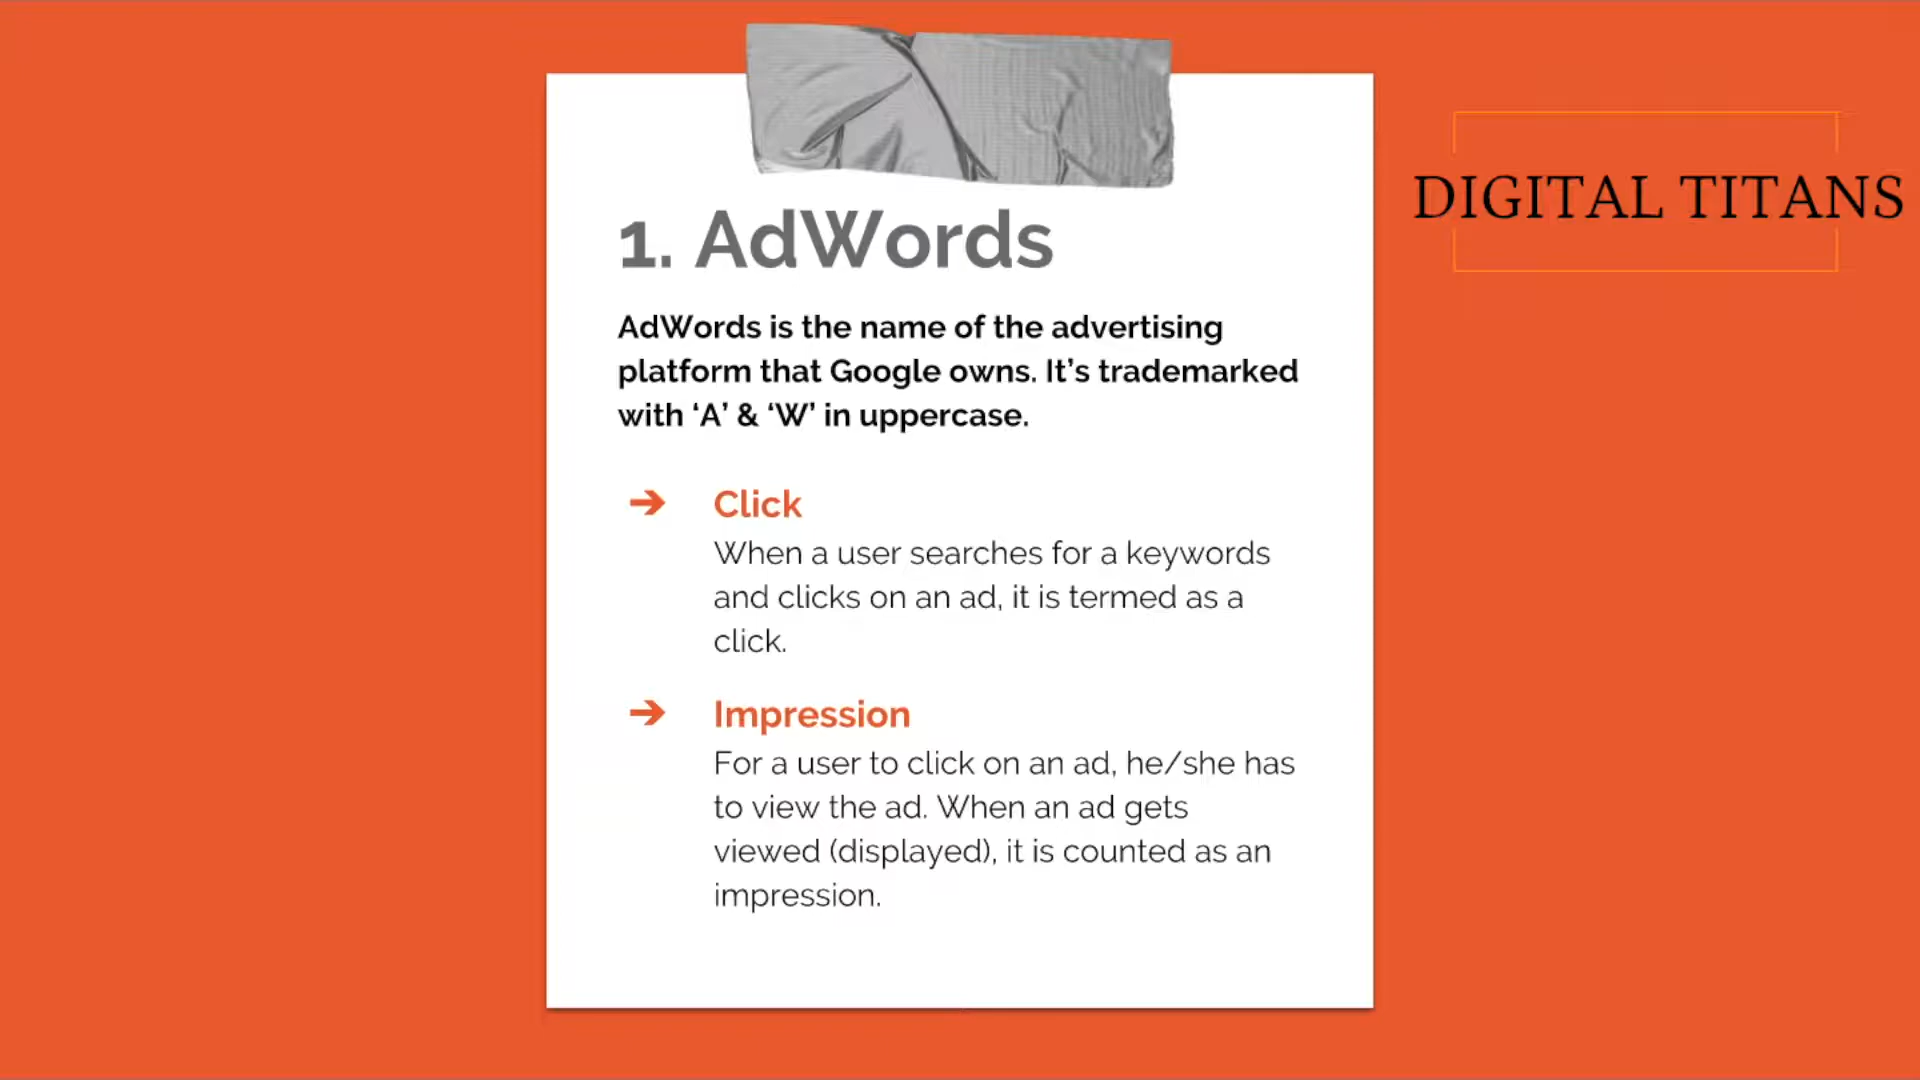 1. AdWords
AdWords is the name of the advertising
platform that Google owns. It’s trademarked
with ‘A’ & ‘W’ in uppercase.
➔ Click
When a user searches for a keywords
and clicks on an ad, it is termed as a
click.
➔ Impression
For a user to click on an ad, he/she has
to view the ad. When an ad gets
viewed (displayed), it is counted as an
impression.
DIGITAL TITANS